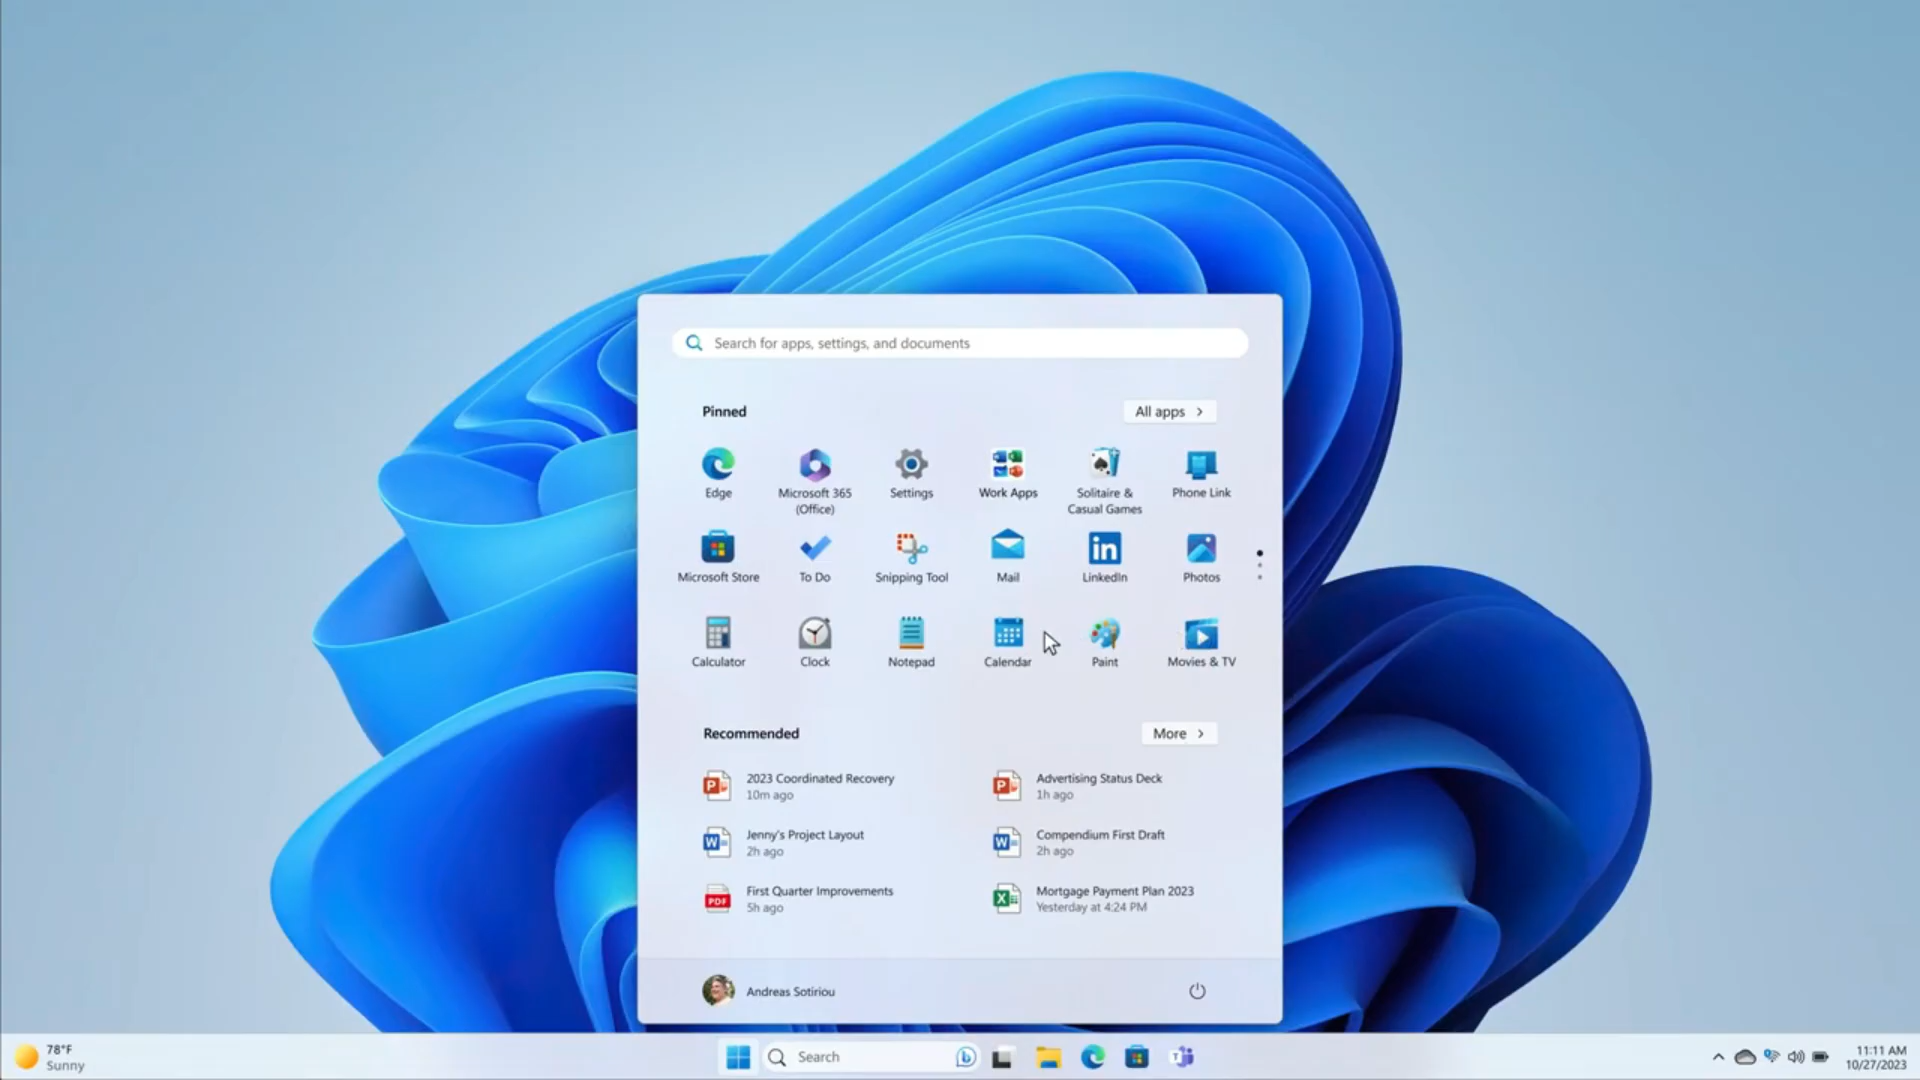 Search for apps, settings, and documents
Pinned
All apps
Edge
Microsoft 365
(Office)
Settings
Work Apps
Solitaire &
Casual Games
Phone Link
Microsoft Store
To Do
Snipping Tool
Mail
in
LinkedIn
Photos
Calculator
Clock
Notepad
Calendar
Paint
Movies & TV
Recommended
More
P
2023 Coordinated Recovery
10m ago
P
Advertising Status Deck
1h ago
W
Jenny's Project Layout
2h ago
W
Compendium First Draft
2h ago
PDF
First Quarter Improvements
5h ago
X
Mortgage Payment Plan 2023
Yesterday at 4:24 PM
Andreas Sotiriou
78°F
Sunny
Search
11:11 AM
10/27/2023